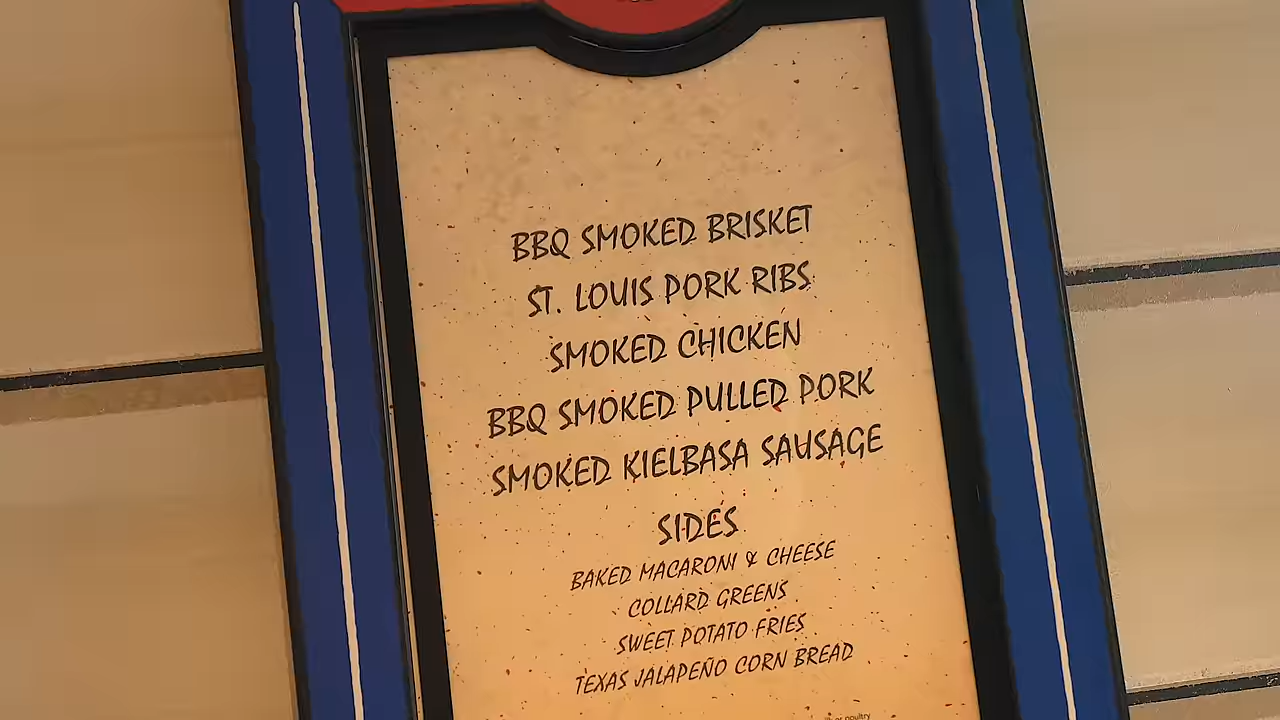 BBQ SMOKED BRISKET
ST. LOUIS PORK RIBS
SMOKED CHICKEN
BBQ SMOKED PULLED PORK
SMOKED KIELBASA SAUSAGE
SIDES
BAKED MACARONI & CHEESE
COLLARD GREENS
SWEET POTATO FRIES
TEXAS JALAPEÑO CORN BREAD
poultry